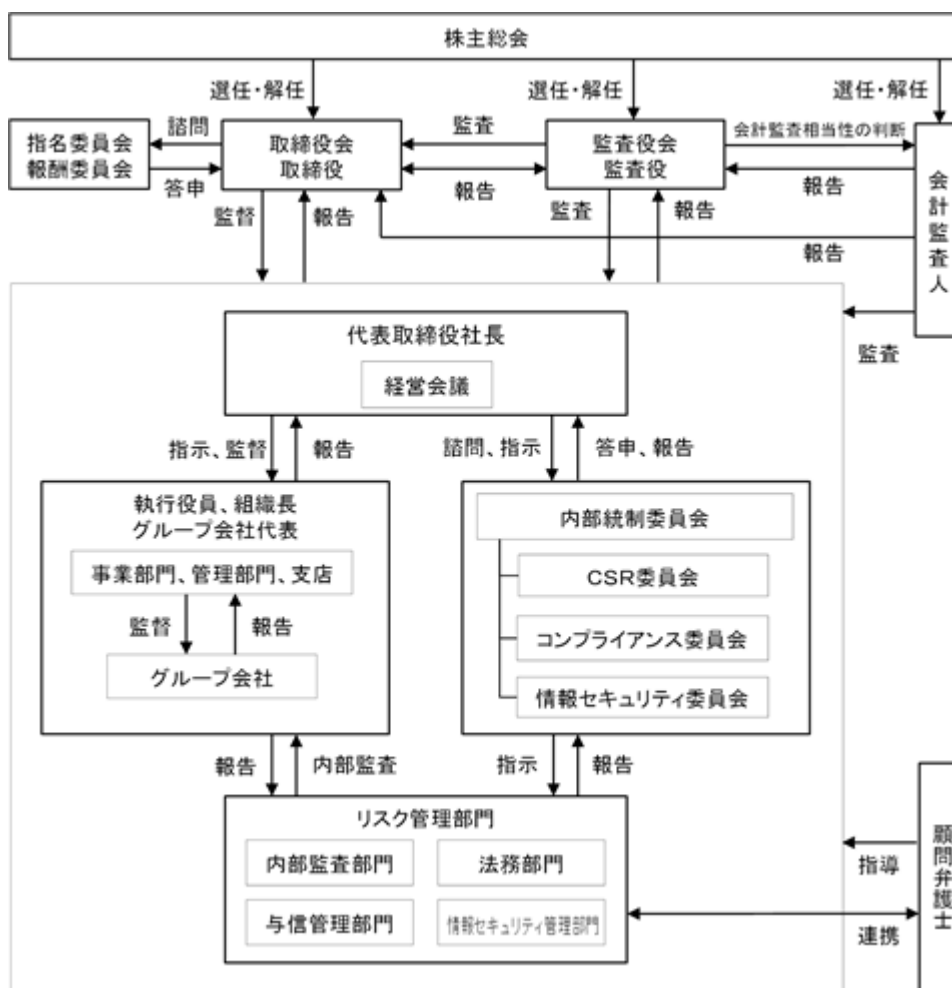 株主総会
選任・解任
選任・解任
選任・解任
指名委員会
報酬委員会
諮問
答申
取締役会
取締役
監査
報告
監査役会
監査役
会計監査相当性の判断
報告
会計監査人
監督
報告
監査
報告
報告
監査
代表取締役社長
経営会議
指示、監督
報告
諮問、指示
答申、報告
執行役員、組織長
グループ会社代表
事業部門、管理部門、支店
監督
報告
グループ会社
内部統制委員会
CSR委員会
コンプライアンス委員会
情報セキュリティ委員会
報告
内部監査
指示
報告
リスク管理部門
内部監査部門
法務部門
与信管理部門
情報セキュリティ管理部門
指導
連携
顧問弁護士